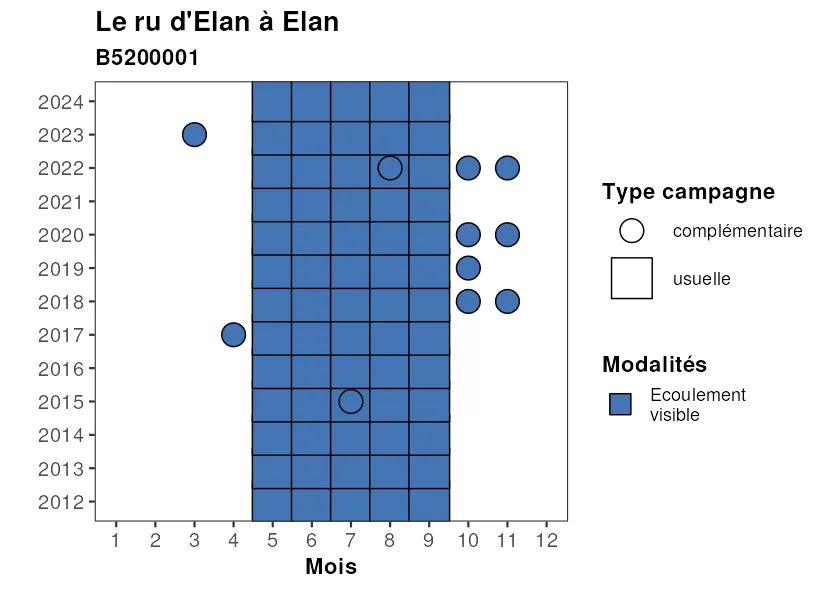 Le ru d'Elan à Elan
B5200001
2024
2023
2022
2021
2020
2019
2018
2017
2016
2015
2014
2013
2012
1 2 3 4 5 6 7 8 9 10 11 12
Mois
Type campagne
complémentaire
usuelle
Modalités
Ecoulement
visible